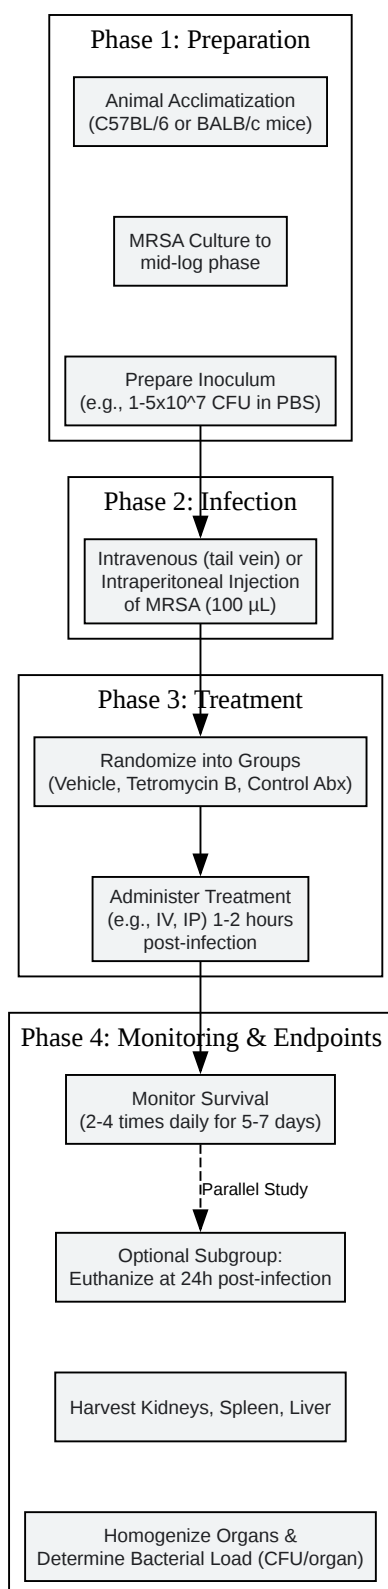 Phase 1: Preparation
Animal Acclimatization
(C57BL/6 or BALB/c mice)
MRSA Culture to
mid-log phase
Prepare Inoculum
(e.g., 1-5x10^7 CFU in PBS)
Phase 2: Infection
Intravenous (tail vein) or
Intraperitoneal Injection
of MRSA (100 µL)
Phase 3: Treatment
Randomize into Groups
(Vehicle, Tetromycin B, Control Abx)
Administer Treatment
(e.g., IV, IP) 1-2 hours
post-infection
Phase 4: Monitoring & Endpoints
Monitor Survival
(2-4 times daily for 5-7 days)
Parallel Study
Optional Subgroup:
Euthanize at 24h post-infection
Harvest Kidneys, Spleen, Liver
Homogenize Organs &
Determine Bacterial Load (CFU/organ)